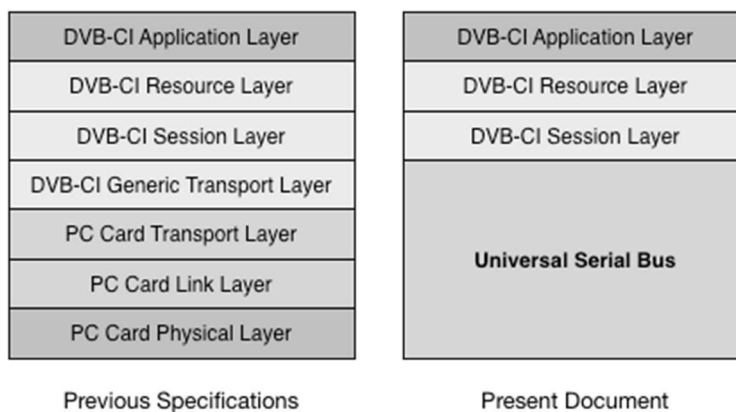 DVB-CI Application Layer
DVB-CI Resource Layer
DVB-CI Session Layer
DVB-CI Generic Transport Layer
PC Card Transport Layer
PC Card Link Layer
PC Card Physical Layer
Previous Specifications
DVB-CI Application Layer
DVB-CI Resource Layer
DVB-CI Session Layer
Universal Serial Bus
Present Document